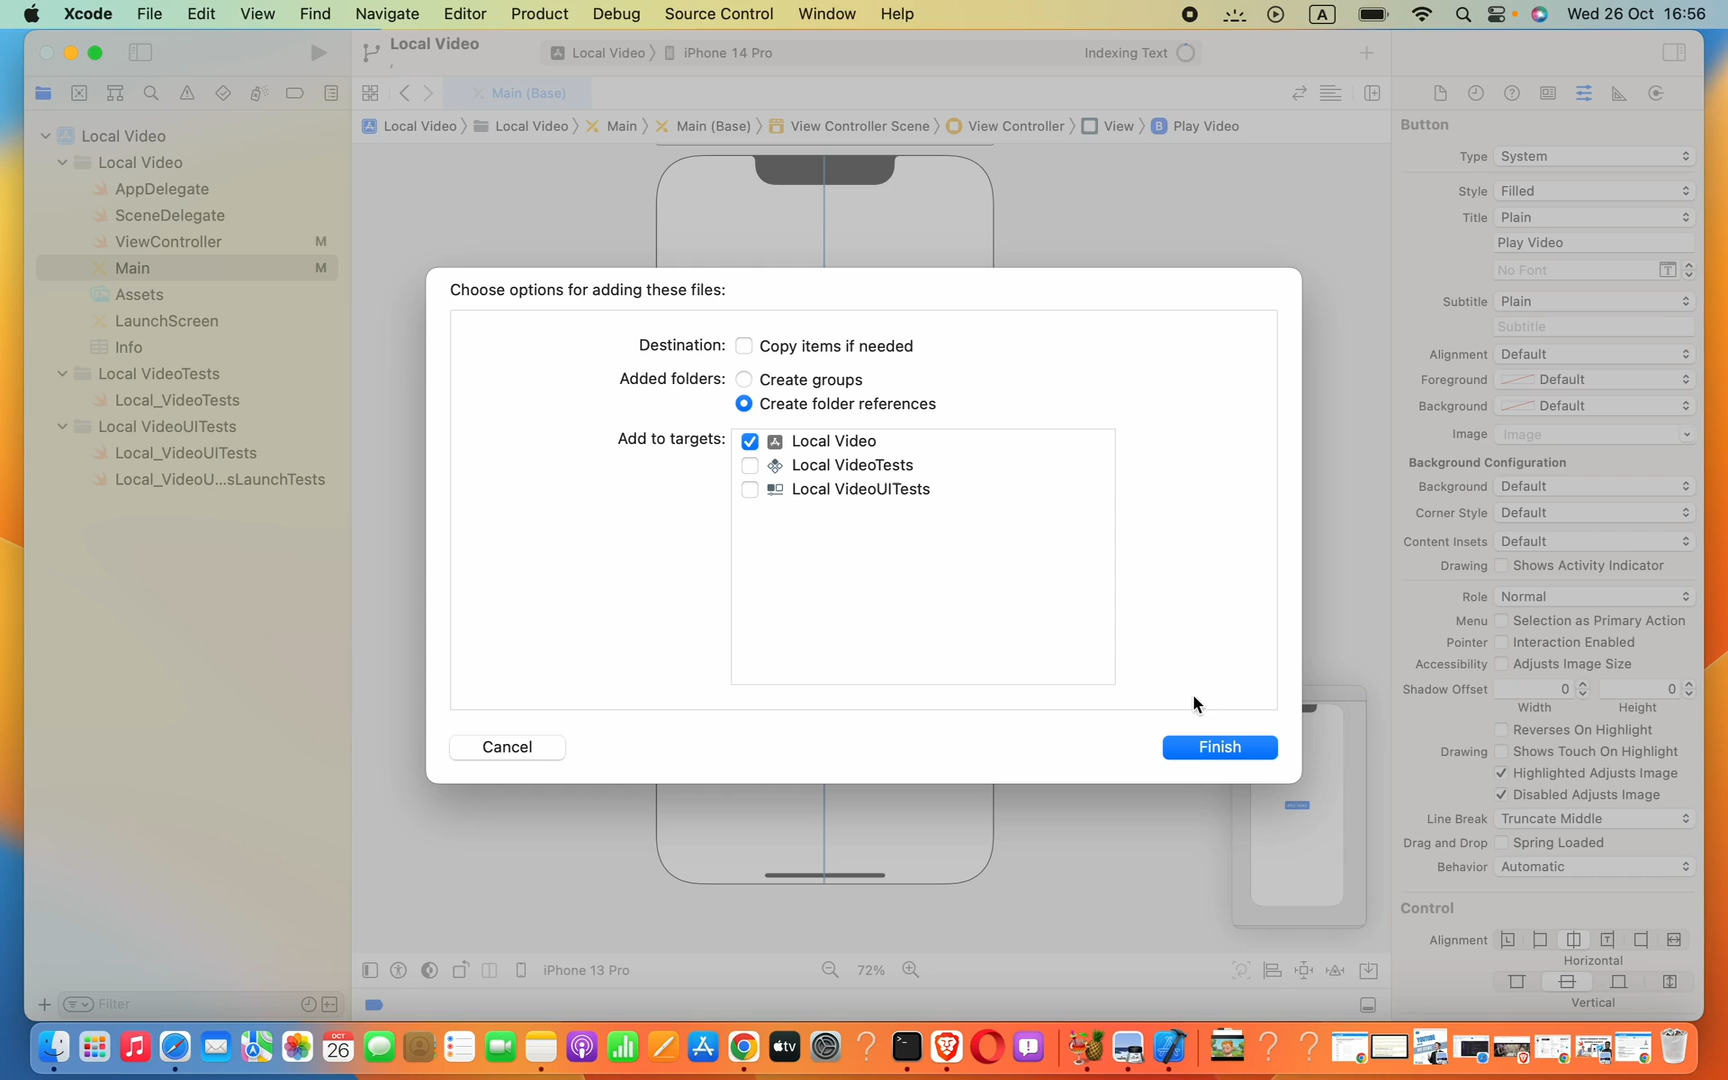 Xcode File Edit View Find Navigate Editor Product Debug Source Control Window Help A Wed 26 Oct 16:56
Local Video
Local Video iPhone 14 Pro Indexing Text
Main (Base)
Local Video Local Video Main Main (Base) View Controller Scene View Controller View B Play Video
Local Video
Local Video
AppDelegate
SceneDelegate
ViewController M
Main M
Assets
LaunchScreen
Info
Local VideoTests
Local_VideoTests
Local VideoUITests
Local_VideoUITests
Local_VideoU...sLaunchTests
Filter
Choose options for adding these files:
Destination: Copy items if needed
Added folders: Create groups
Create folder references
Add to targets: Local Video
Local VideoTests
Local VideoUITests
Cancel Finish
iPhone 13 Pro 72%
Button
Type System
Style Filled
Title Plain
Play Video
No Font T
Subtitle Plain
Subtitle
Alignment Default
Foreground Default
Background Default
Image Image
Background Configuration
Background Default
Corner Style Default
Content Insets Default
Drawing Shows Activity Indicator
Role Normal
Menu Selection as Primary Action
Pointer Interaction Enabled
Accessibility Adjusts Image Size
Shadow Offset 0 0
Width Height
Reverses On Highlight
Drawing Shows Touch On Highlight
Highlighted Adjusts Image
Disabled Adjusts Image
Line Break Truncate Middle
Drag and Drop Spring Loaded
Behavior Automatic
Control
Alignment L T
Horizontal
Vertical
OCT
26
tv